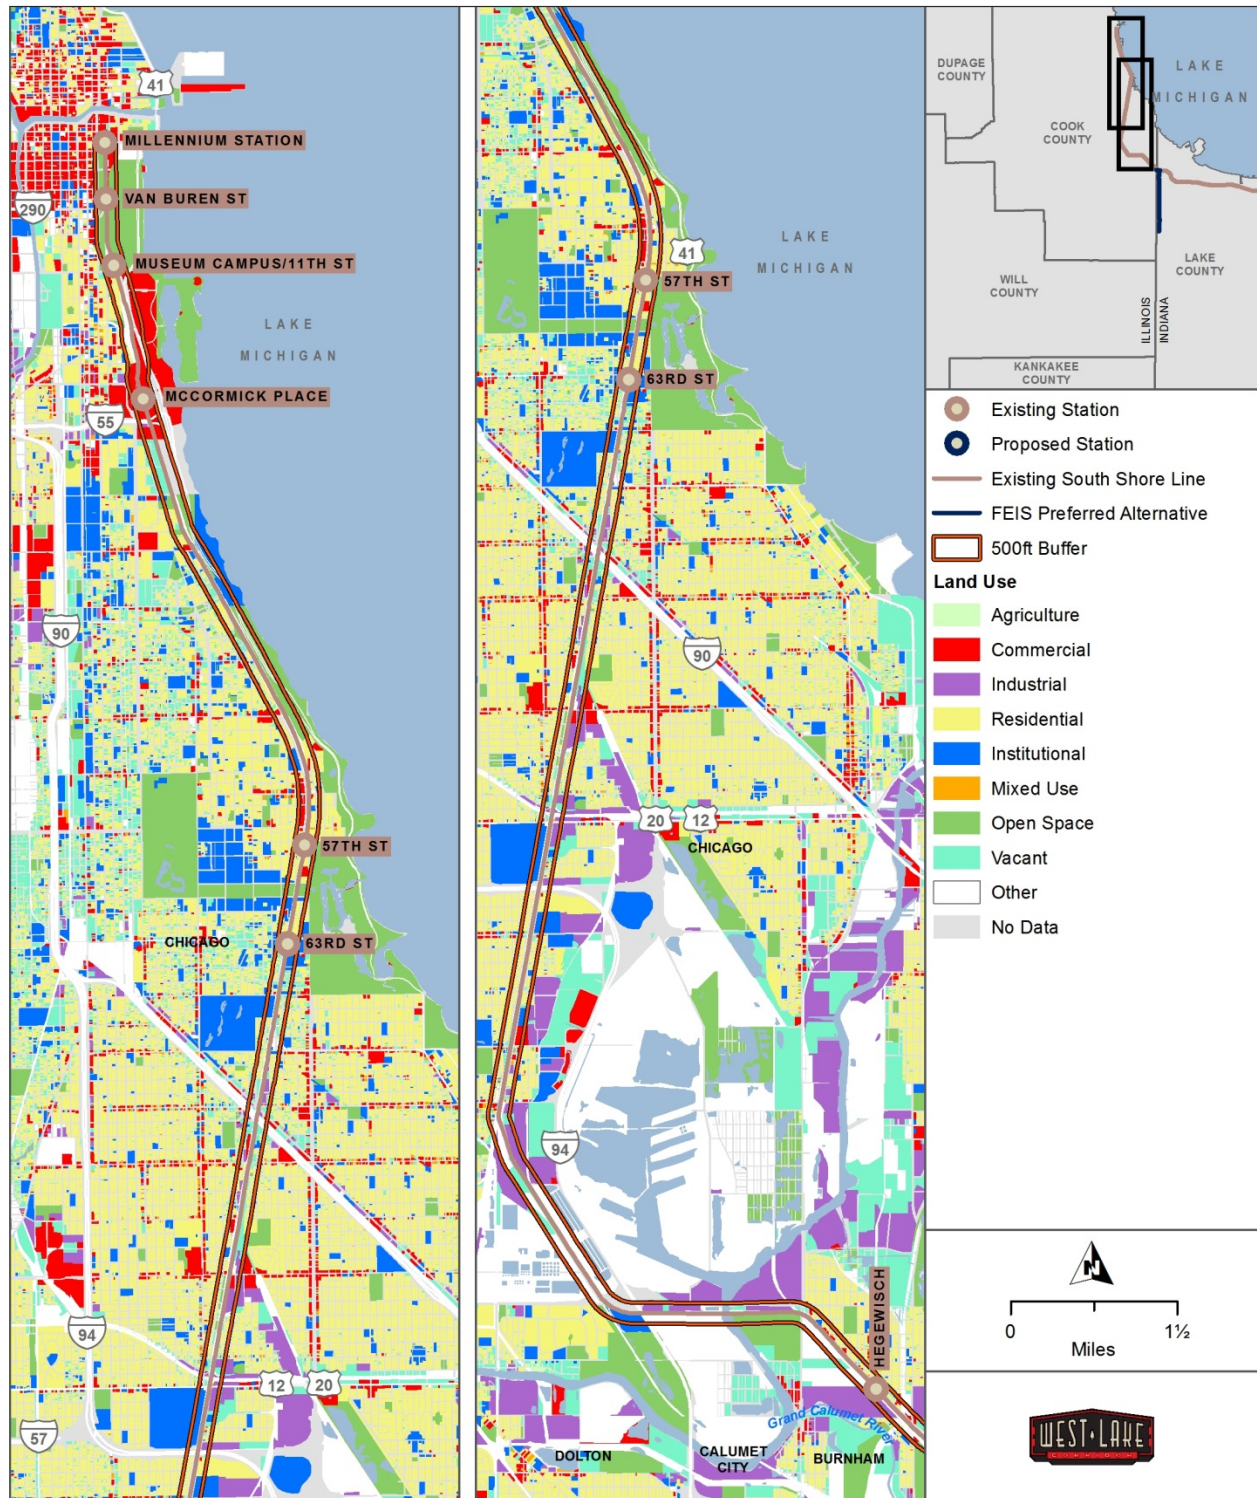 41
MILLENNIUM STATION
VAN BUREN ST
290
MUSEUM CAMPUS/11TH ST
LAKE
MICHIGAN
MCCORMICK PLACE
55
90
57TH ST
CHICAGO
63RD ST
94
12
20
57
41
LAKE
MICHIGAN
57TH ST
63RD ST
90
20
12
CHICAGO
94
HEGEWISCH
Grand Calumet River
DOLTON
CALUMET
CITY
BURNHAM
DUPAGE
COUNTY
LAKE
MICHIGAN
COOK
COUNTY
WILL
COUNTY
LAKE
COUNTY
ILLINOIS
INDIANA
KANKAKEE
COUNTY
Existing Station
Proposed Station
Existing South Shore Line
FEIS Preferred Alternative
500ft Buffer
Land Use
Agriculture
Commercial
Industrial
Residential
Institutional
Mixed Use
Open Space
Vacant
Other
No Data
N
0
1½
Miles
WEST LAKE